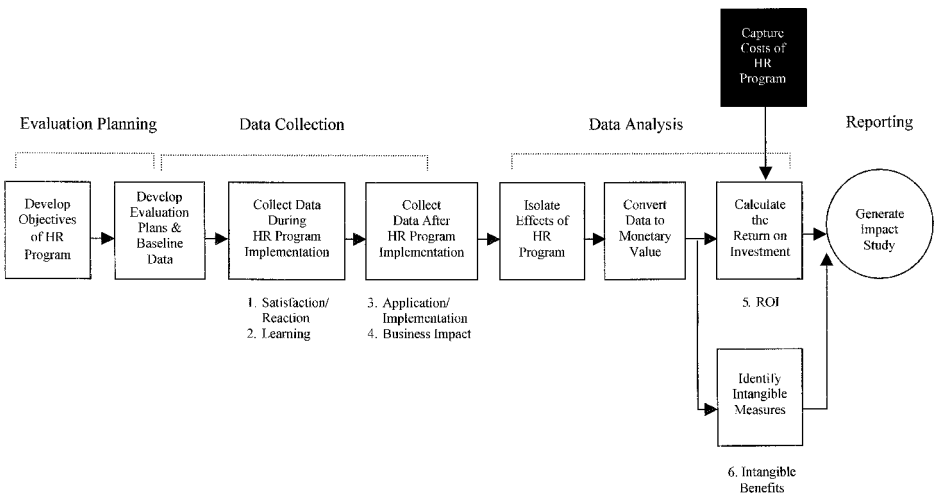 Capture
Costs of
HR
Program
Evaluation Planning
Data Collection
Data Analysis
Reporting
Develop
Objectives
of HR
Program
Develop
Evaluation
Plans &
Baseline
Data
Collect Data
During
HR Program
Implementation
Collect
Data After
HR Program
Implementation
Isolate
Effects of
HR
Program
Convert
Data to
Monetary
Value
Calculate
the
Return on
Investment
Generate
Impact
Study
1. Satisfaction/
Reaction
2. Learning
3. Application/
Implementation
4. Business Impact
5. ROI
Identify
Intangible
Measures
6. Intangible
Benefits